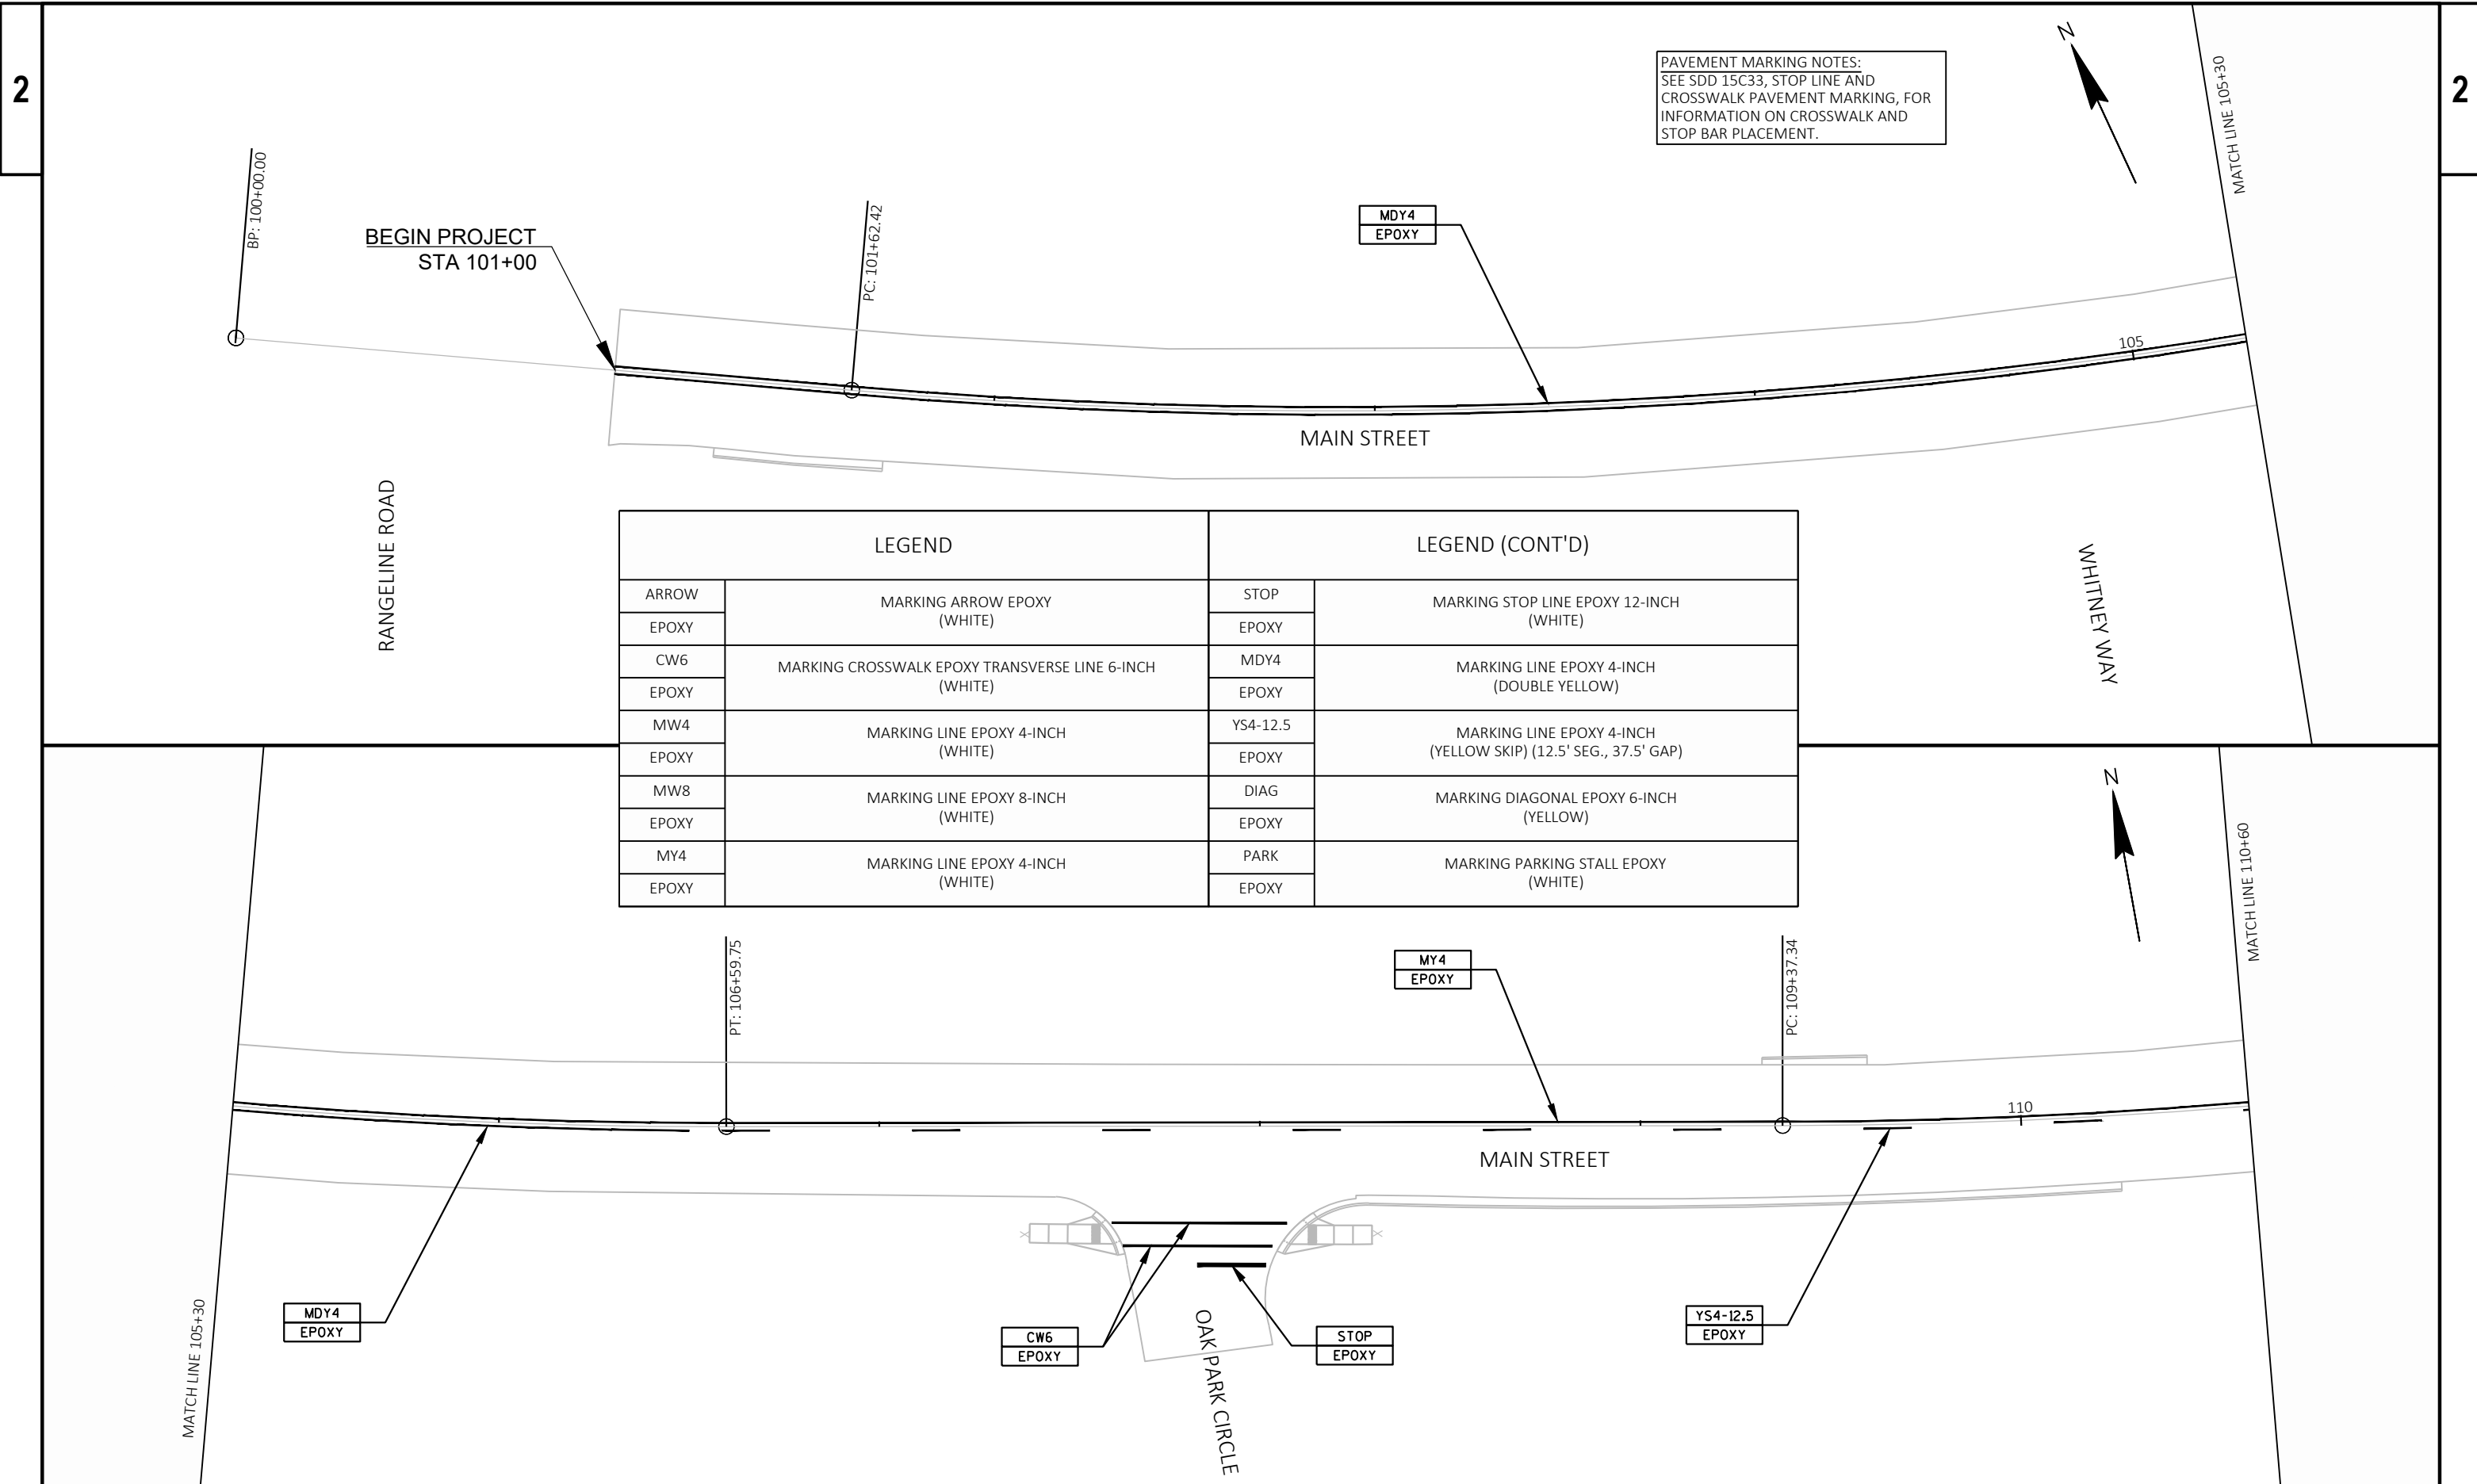 2
2
PAVEMENT MARKING NOTES:
SEE SDD 15C33, STOP LINE AND
CROSSWALK PAVEMENT MARKING, FOR
INFORMATION ON CROSSWALK AND
STOP BAR PLACEMENT.
N
MATCH LINE 105+30
BP: 100+00.00
BEGIN PROJECT
STA 101+00
PC: 101+62.42
MDY4
EPOXY
105
MAIN STREET
RANGELINE ROAD
WHITNEY WAY
LEGEND
ARROW
EPOXY
MARKING ARROW EPOXY
(WHITE)
CW6
EPOXY
MARKING CROSSWALK EPOXY TRANSVERSE LINE 6-INCH
(WHITE)
MW4
EPOXY
MARKING LINE EPOXY 4-INCH
(WHITE)
MW8
EPOXY
MARKING LINE EPOXY 8-INCH
(WHITE)
MY4
EPOXY
MARKING LINE EPOXY 4-INCH
(WHITE)
LEGEND (CONT'D)
STOP
EPOXY
MARKING STOP LINE EPOXY 12-INCH
(WHITE)
MDY4
EPOXY
MARKING LINE EPOXY 4-INCH
(DOUBLE YELLOW)
YS4-12.5
EPOXY
MARKING LINE EPOXY 4-INCH
(YELLOW SKIP) (12.5' SEG., 37.5' GAP)
DIAG
EPOXY
MARKING DIAGONAL EPOXY 6-INCH
(YELLOW)
PARK
EPOXY
MARKING PARKING STALL EPOXY
(WHITE)
N
MATCH LINE 110+60
PT: 106+59.75
MY4
EPOXY
PC: 109+37.34
110
MAIN STREET
MATCH LINE 105+30
MDY4
EPOXY
CW6
EPOXY
OAK PARK CIRCLE
STOP
EPOXY
YS4-12.5
EPOXY